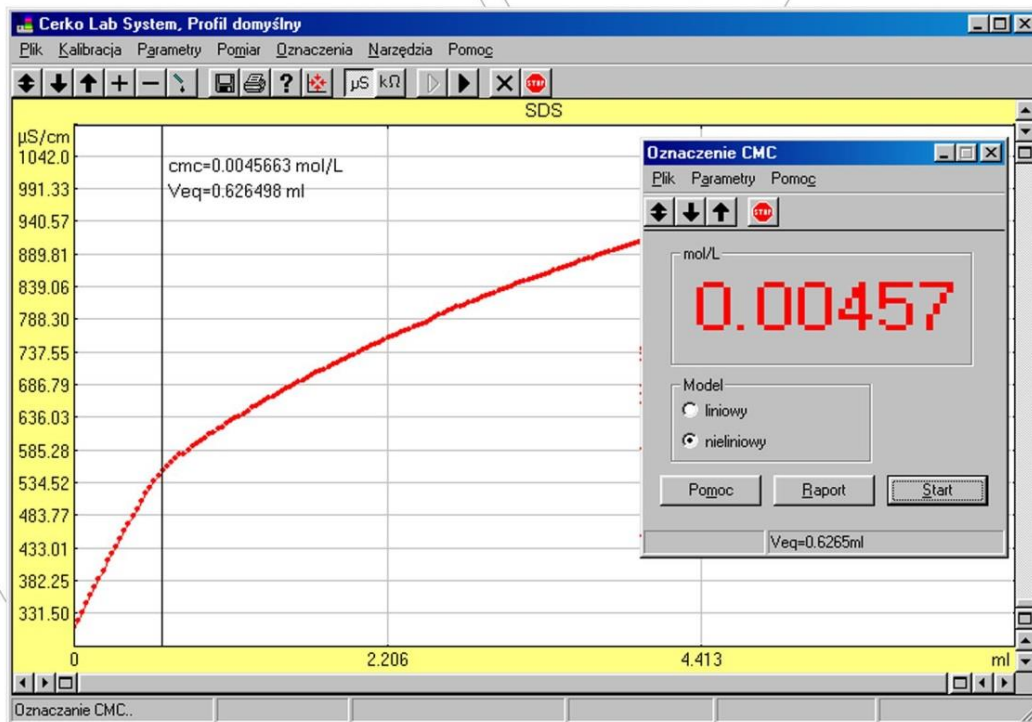 Cerko Lab System, Profil domyślny
Plik Kalibracja Parametry Pomiar Oznaczenia Narzędzia Pomoc
? µS kΩ STOP
SDS
µS/cm
1042.0
991.33
940.57
889.81
839.06
788.30
737.55
686.79
636.03
585.28
534.52
483.77
433.01
382.25
331.50
cmc=0.0045663 mol/L
Veq=0.626498 ml
0 2.206 4.413 ml
Oznaczenie CMC
Plik Parametry Pomoc
STOP
mol/L
0.00457
Model
liniowy
nieliniowy
Pomoc Raport Start
Veq=0.6265ml
Oznaczanie CMC..